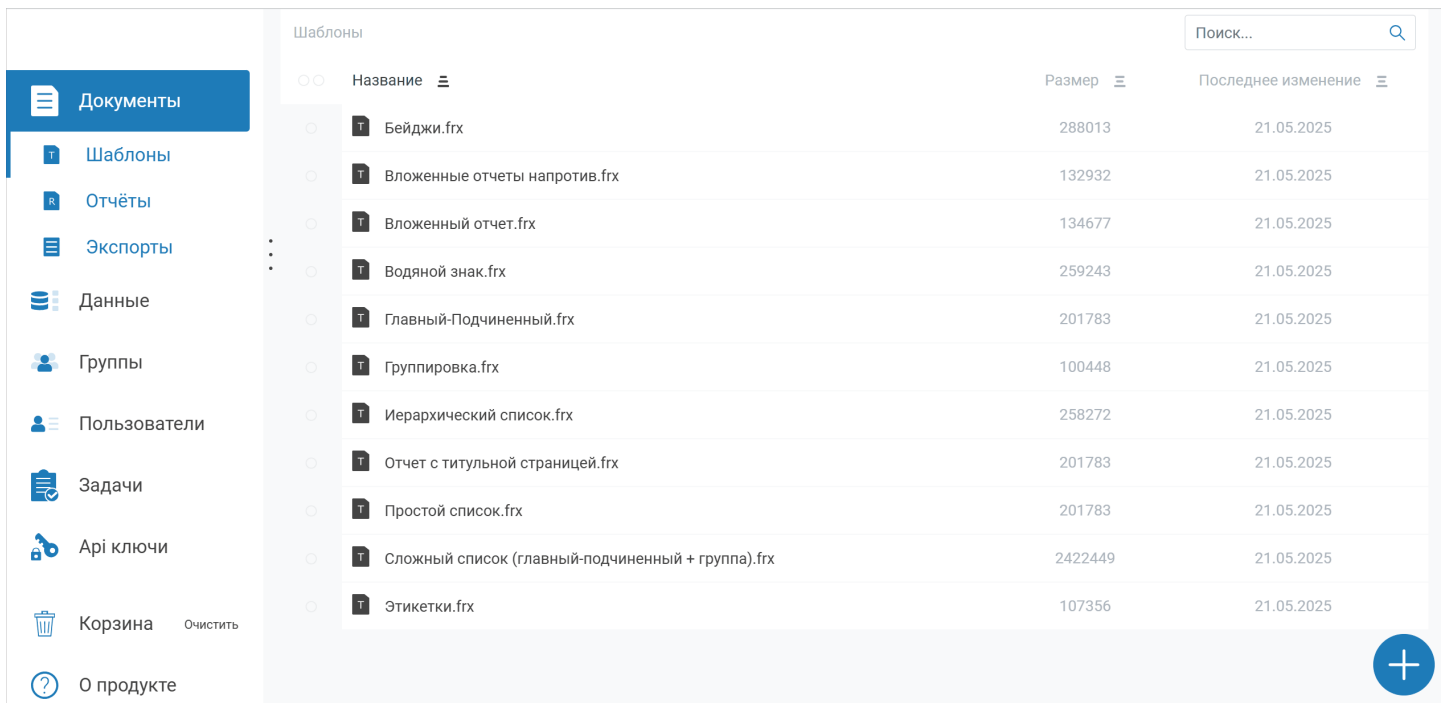 Шаблоны
Поиск...
Документы
Шаблоны
Отчёты
Экспорты
Данные
Группы
Пользователи
Задачи
Api ключи
Корзина Очистить
О продукте
Название Размер Последнее изменение
T Бейджи.frx 288013 21.05.2025
T Вложенные отчеты напротив.frx 132932 21.05.2025
T Вложенный отчет.frx 134677 21.05.2025
T Водяной знак.frx 259243 21.05.2025
T Главный-Подчиненный.frx 201783 21.05.2025
T Группировка.frx 100448 21.05.2025
T Иерархический список.frx 258272 21.05.2025
T Отчет с титульной страницей.frx 201783 21.05.2025
T Простой список.frx 201783 21.05.2025
T Сложный список (главный-подчиненный + группа).frx 2422449 21.05.2025
T Этикетки.frx 107356 21.05.2025